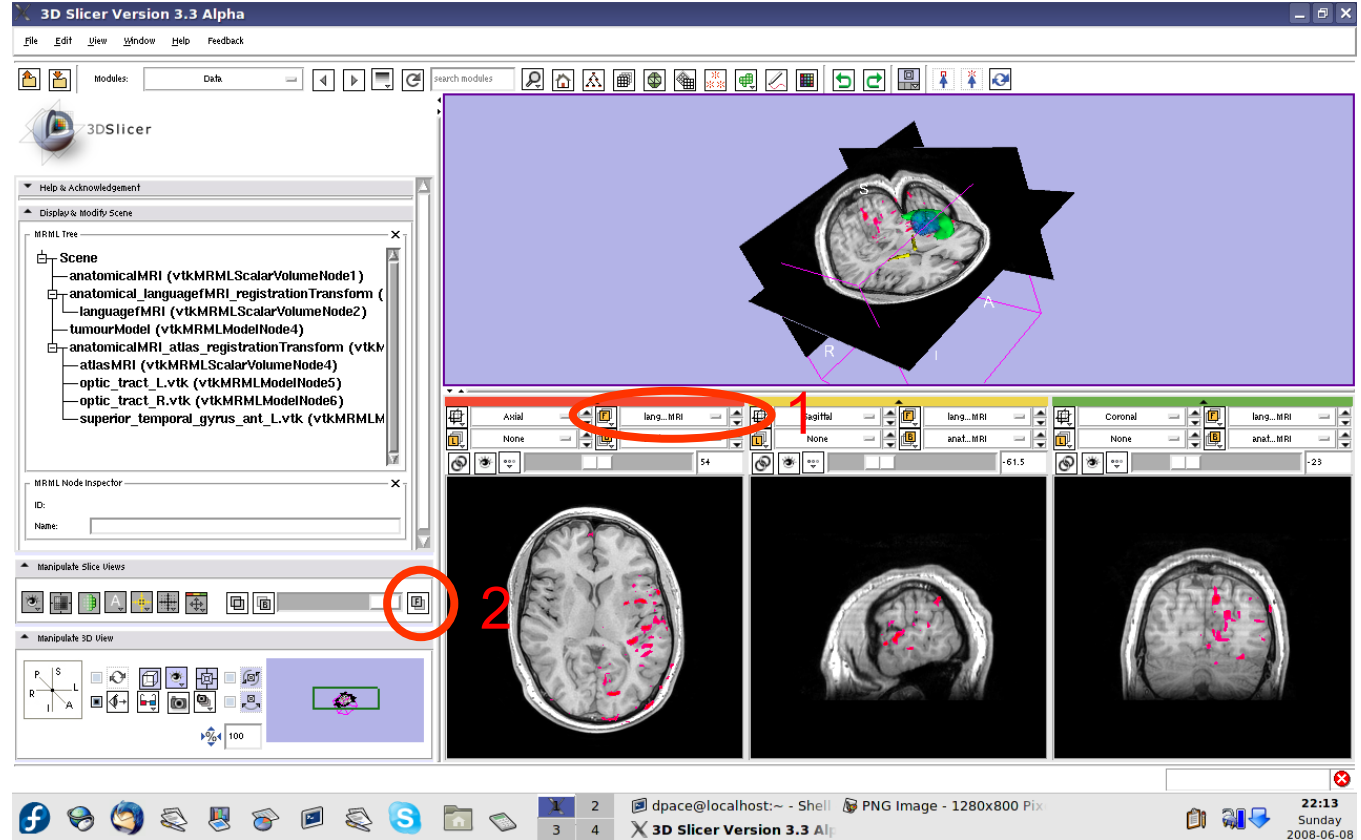 3D Slicer Version 3.3 Alpha
File Edit View Window Help Feedback
Modules: Data search modules
3DSlicer
Help & Acknowledgement
Display & Modify Scene
MRML Tree
Scene
anatomicalMRI (vtkMRMLScalarVolumeNode1)
anatomical_languagefMRI_registrationTransform (
languagefMRI (vtkMRMLScalarVolumeNode2)
tumourModel (vtkMRMLModelNode4)
anatomicalMRI_atlas_registrationTransform (vtkM
atlasMRI (vtkMRMLScalarVolumeNode4)
optic_tract_L.vtk (vtkMRMLModelNode5)
optic_tract_R.vtk (vtkMRMLModelNode6)
superior_temporal_gyrus_ant_L.vtk (vtkMRMLM
MRML Node Inspector
ID:
Name:
Manipulate Slice Views
B F
2
Manipulate 3D View
P S
R L
I A
% 100
S
A
R I
1
Axial F lang...MRI Sagittal F lang...MRI Coronal F lang...MRI
L None B L None B anat...MRI L None B anat...MRI
54 -61.5 -23
1 2 dpace@localhost:~ - Shell PNG Image - 1280x800 Pix
3 4 3D Slicer Version 3.3 Alp
22:13
Sunday
2008-06-08